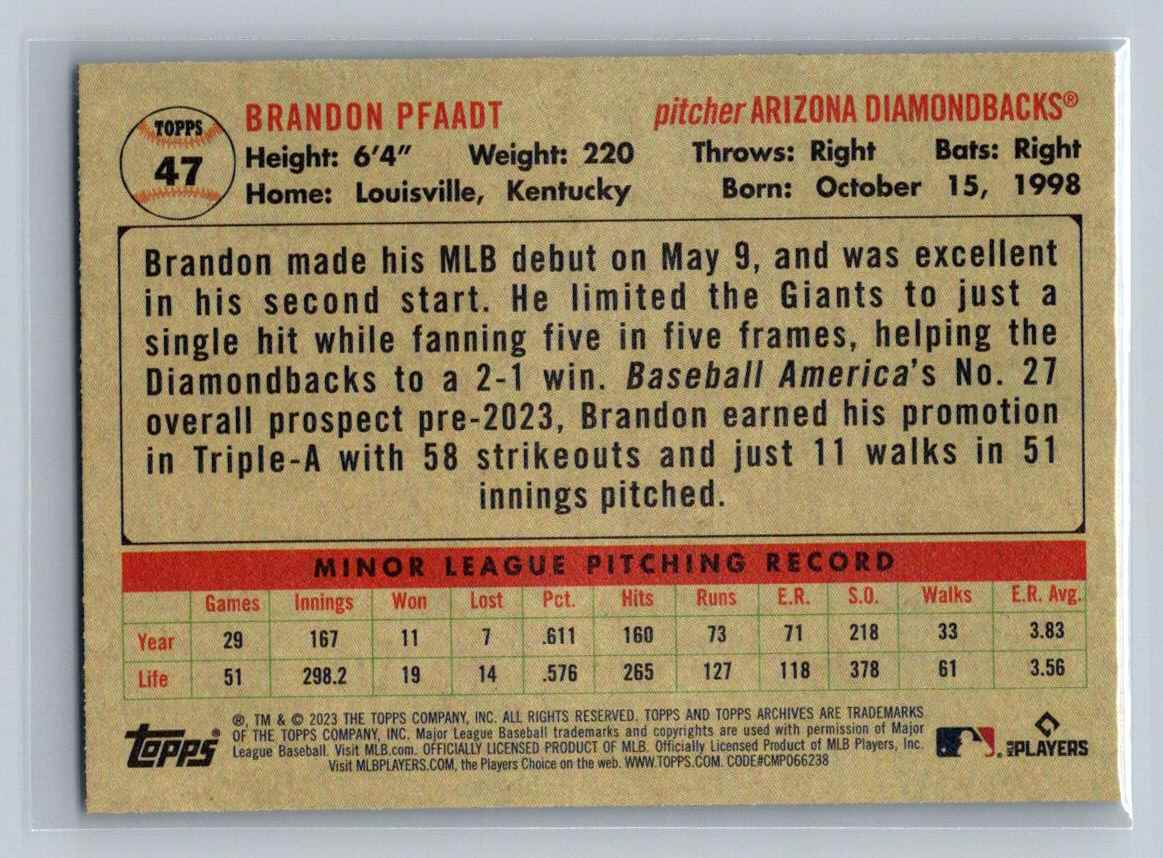 TOPPS
47
BRANDON PFAADT pitcher ARIZONA DIAMONDBACKS®
Height: 6'4" Weight: 220 Throws: Right Bats: Right
Home: Louisville, Kentucky Born: October 15, 1998
Brandon made his MLB debut on May 9, and was excellent
in his second start. He limited the Giants to just a
single hit while fanning five in five frames, helping the
Diamondbacks to a 2-1 win. Baseball America's No. 27
overall prospect pre-2023, Brandon earned his promotion
in Triple-A with 58 strikeouts and just 11 walks in 51
innings pitched.
MINOR LEAGUE PITCHING RECORD
Games Innings Won Lost Pct. Hits Runs E.R. S.O. Walks E.R. Avg.
Year 29 167 11 7 .611 160 73 71 218 33 3.83
Life 51 298.2 19 14 .576 265 127 118 378 61 3.56
®, TM & © 2023 THE TOPPS COMPANY, INC. ALL RIGHTS RESERVED. TOPPS AND TOPPS ARCHIVES ARE TRADEMARKS
OF THE TOPPS COMPANY, INC. Major League Baseball trademarks and copyrights are used with permission of Major
League Baseball. Visit MLB.com. OFFICIALLY LICENSED PRODUCT OF MLB. Officially Licensed Product of MLB Players, Inc.
Visit MLBPLAYERS.COM, the Players Choice on the web. WWW.TOPPS.COM. CODE#CMP066238
topps®
MLB PLAYERS